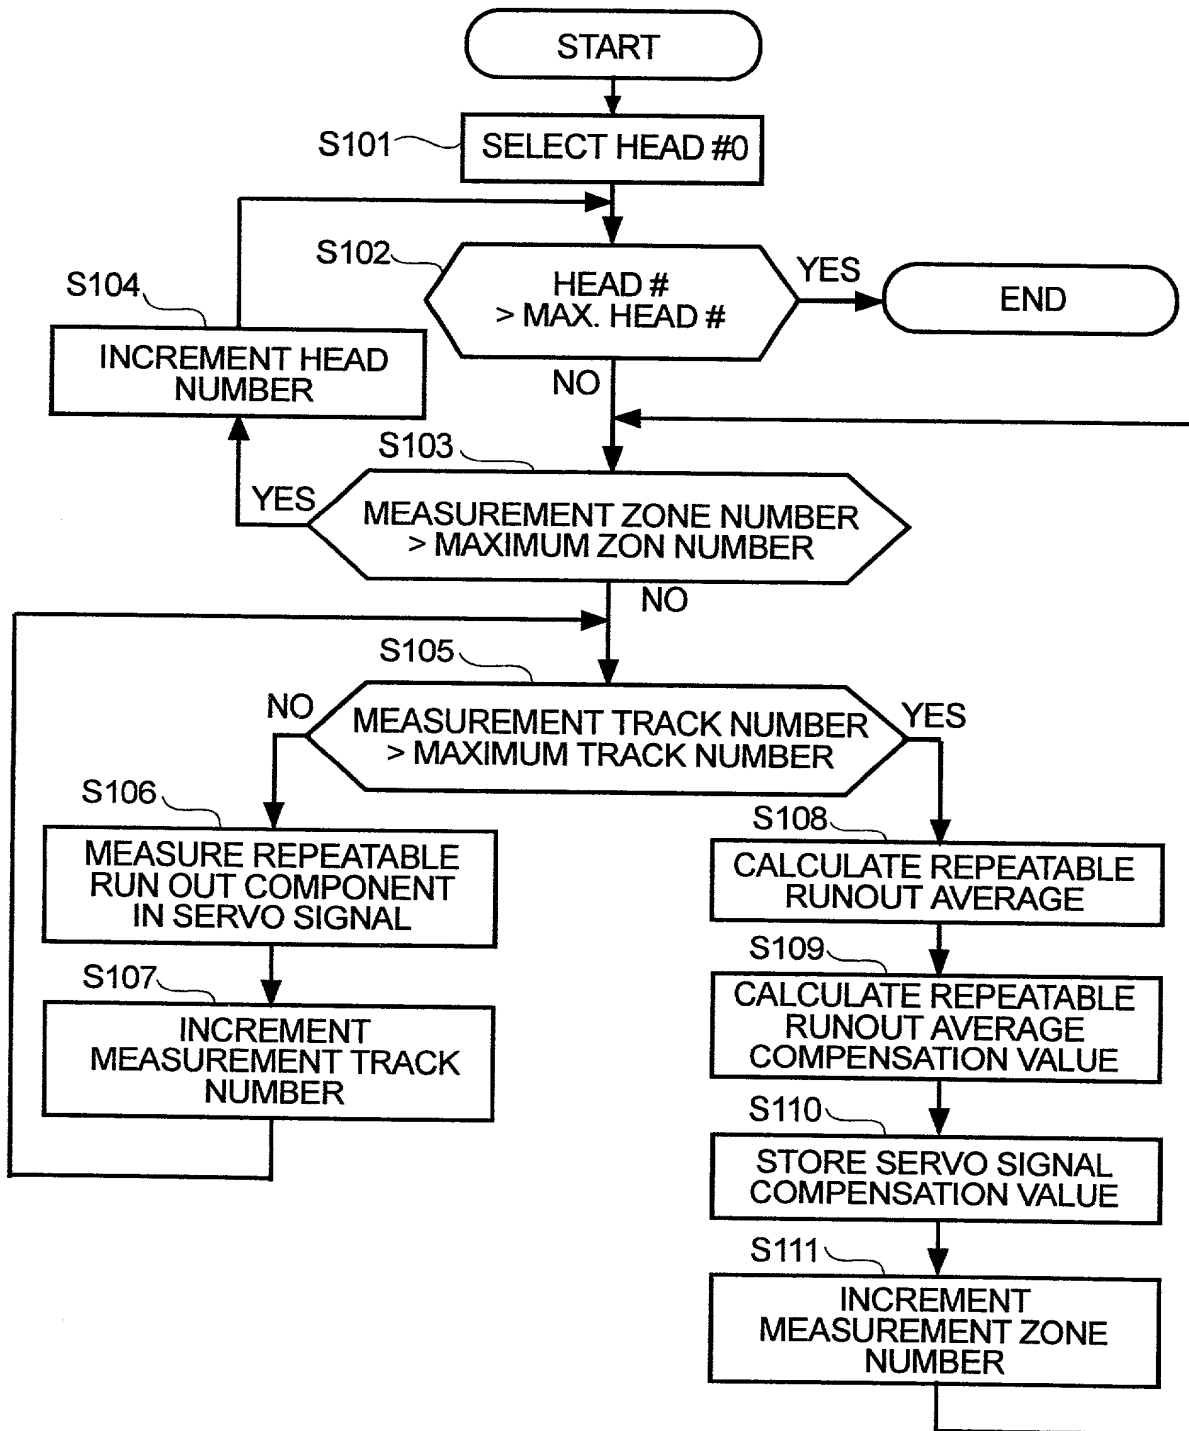 START
S101
SELECT HEAD #0
S102
HEAD #
> MAX. HEAD #
YES
END
S104
INCREMENT HEAD
NUMBER
NO
S103
YES
MEASUREMENT ZONE NUMBER
> MAXIMUM ZON NUMBER
NO
S105
NO
MEASUREMENT TRACK NUMBER
> MAXIMUM TRACK NUMBER
YES
S106
MEASURE REPEATABLE
RUN OUT COMPONENT
IN SERVO SIGNAL
S107
INCREMENT
MEASUREMENT TRACK
NUMBER
S108
CALCULATE REPEATABLE
RUNOUT AVERAGE
S109
CALCULATE REPEATABLE
RUNOUT AVERAGE
COMPENSATION VALUE
S110
STORE SERVO SIGNAL
COMPENSATION VALUE
S111
INCREMENT
MEASUREMENT ZONE
NUMBER